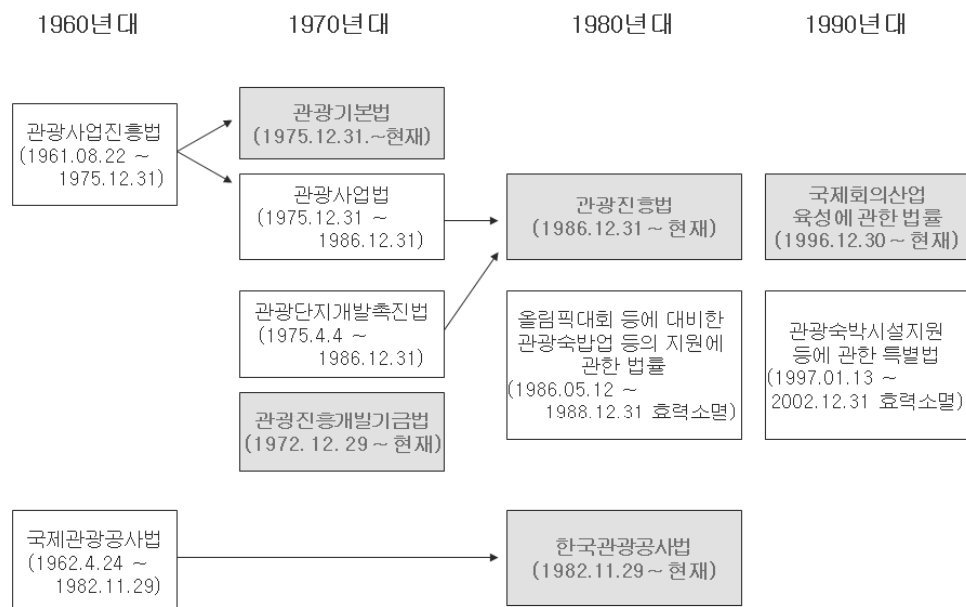 1960년대
1970년대
1980년대
1990년대
관광사업진흥법
(1961.08.22 ~
1975.12.31)
관광기본법
(1975.12.31.~현재)
관광사업법
(1975.12.31 ~
1986.12.31)
관광진흥법
(1986.12.31 ~ 현재)
국제회의산업
육성에 관한 법률
(1996.12.30 ~ 현재)
관광단지개발촉진법
(1975.4.4 ~
1986.12.31)
올림픽대회 등에 대비한
관광숙밥업 등의 지원에
관한 법률
(1986.05.12 ~
1988.12.31 효력소멸)
관광숙박시설지원
등에 관한 특별법
(1997.01.13 ~
2002.12.31 효력소멸)
관광진흥개빌기금법
(1972. 12. 29 ~ 현재)
국제관광공사법
(1962.4.24 ~
1982.11.29)
한국관광공사법
(1982.11.29 ~ 현재)